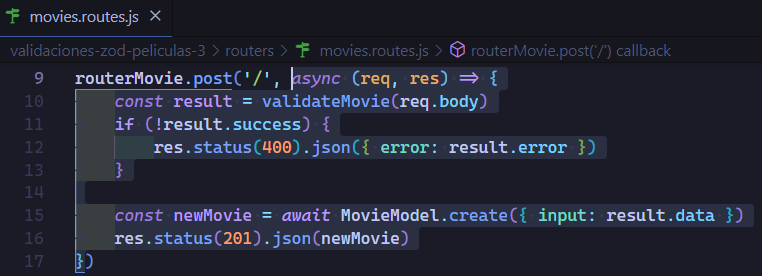 movies.routes.js ×
validaciones-zod-peliculas-3 > routers > movies.routes.js > routerMovie.post('/') callback
9 routerMovie.post('/', async (req, res) => {
10 const result = validateMovie(req.body)
11 if (!result.success) {
12 res.status(400).json({ error: result.error })
13 }
14
15 const newMovie = await MovieModel.create({ input: result.data })
16 res.status(201).json(newMovie)
17 })